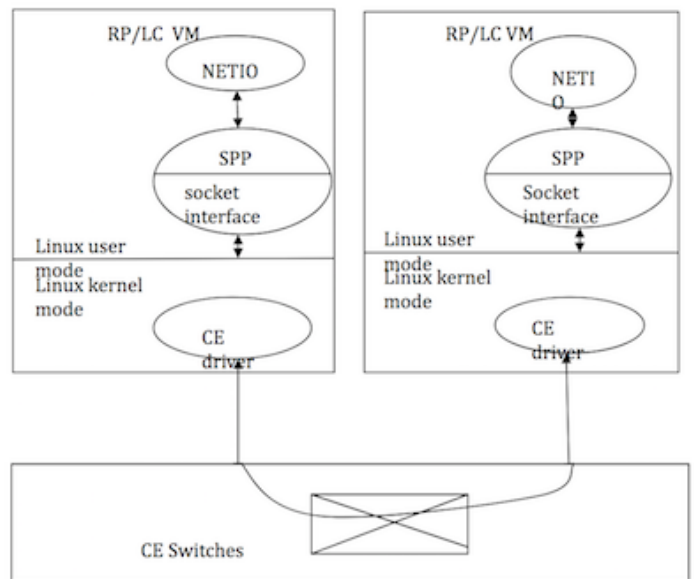 RP/LC VM
NETIO
SPP
socket
interface
Linux user
mode
Linux kernel
mode
CE
driver
RP/LC VM
NETI
O
SPP
Socket
interface
Linux user
mode
Linux kernel
mode
CE
driver
CE Switches